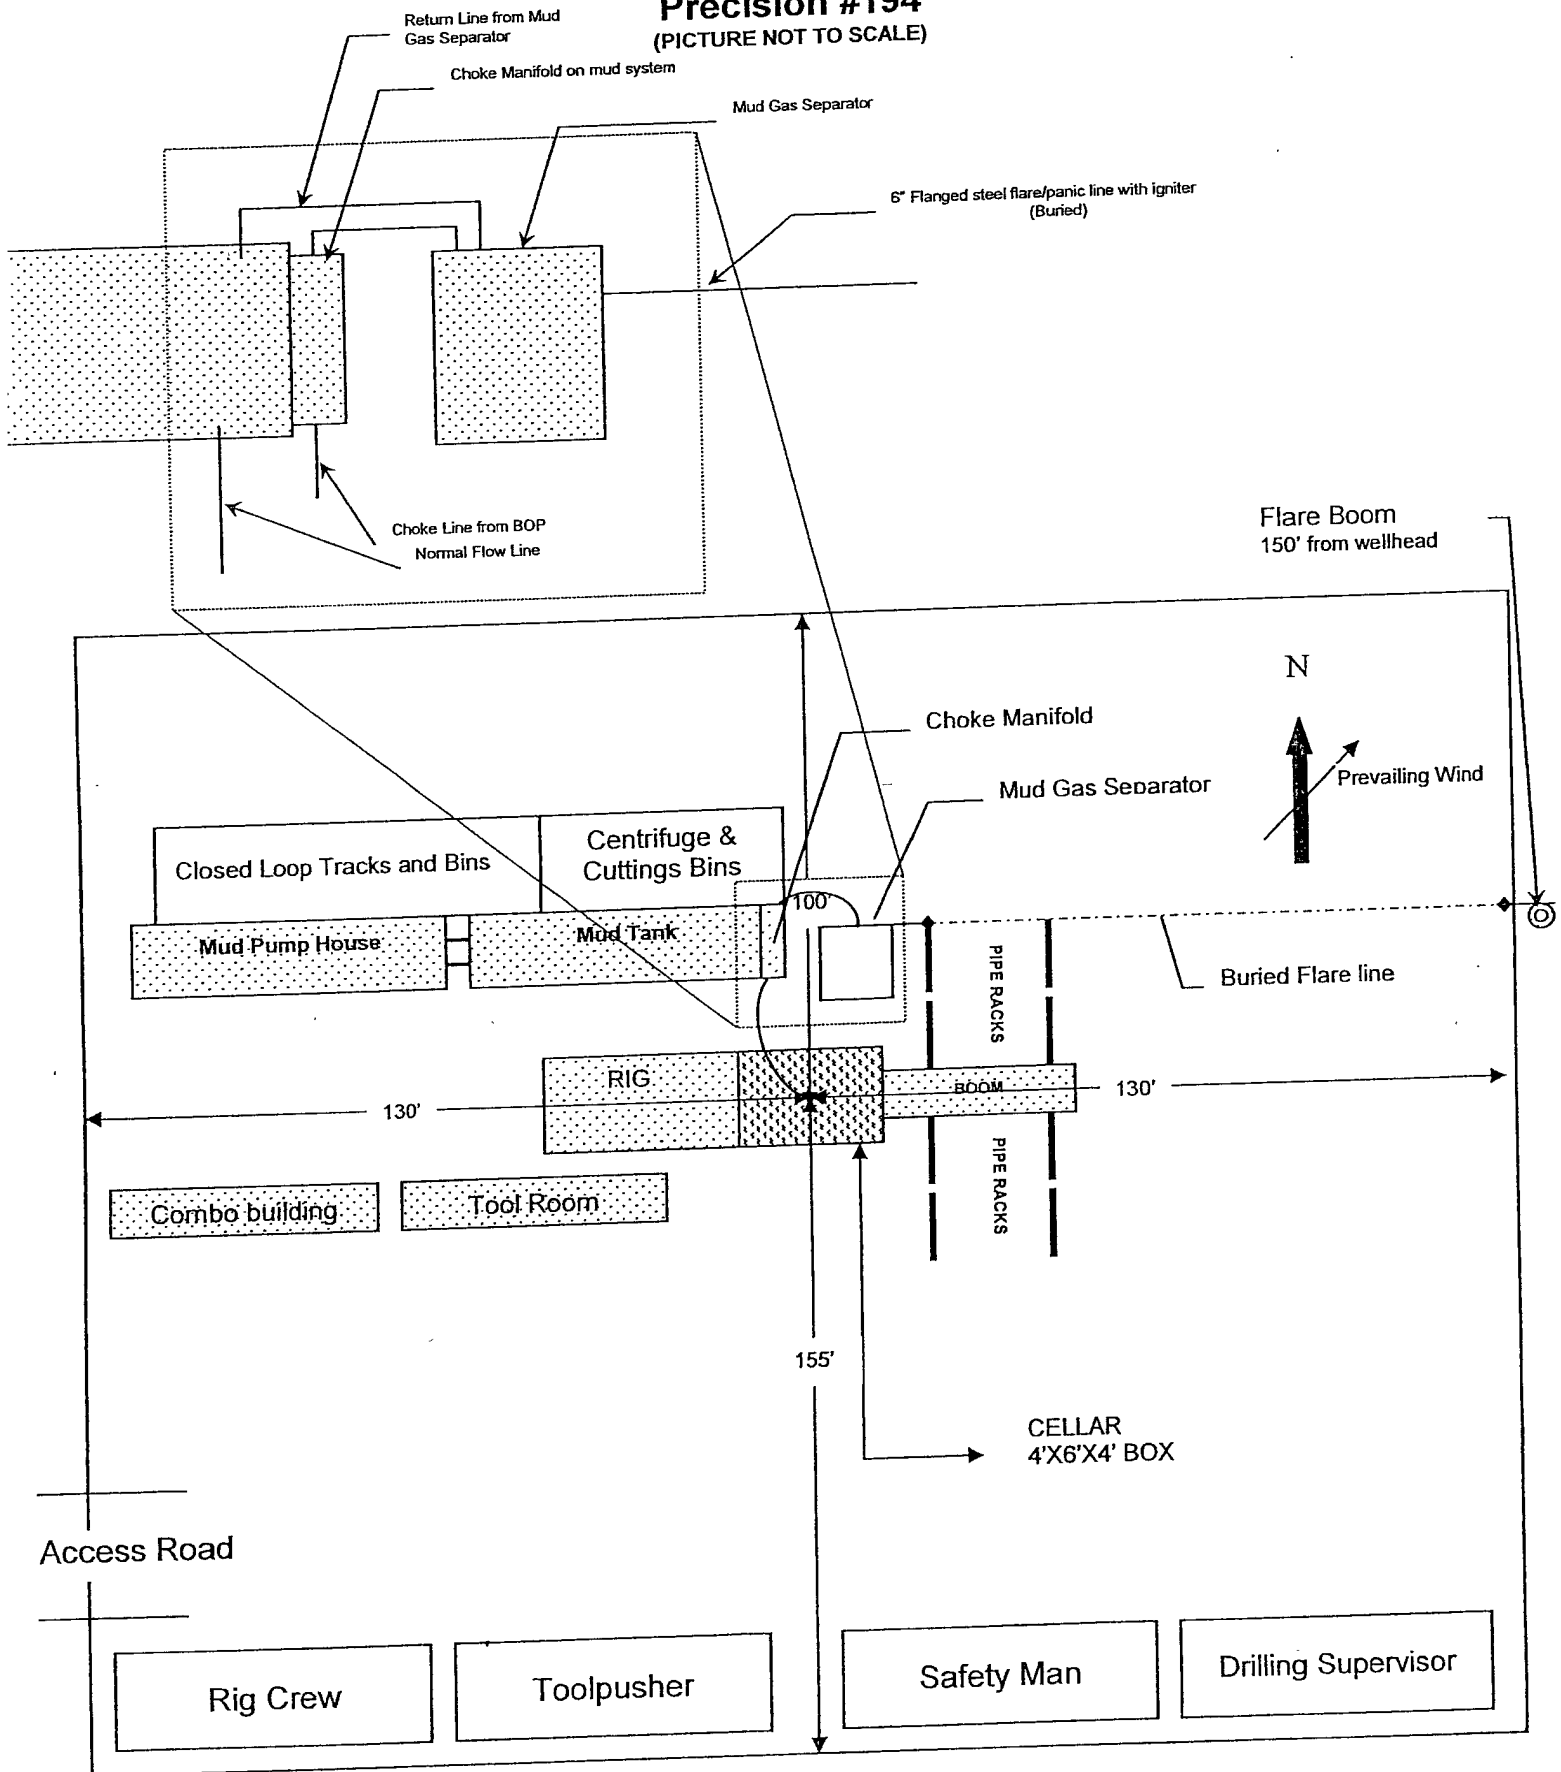 Precision #194
(PICTURE NOT TO SCALE)
Return Line from Mud
Gas Separator
Choke Manifold on mud system
Mud Gas Separator
6" Flanged steel flare/panic line with igniter
(Buried)
Choke Line from BOP
Normal Flow Line
Flare Boom
150' from wellhead
N
Prevailing Wind
Choke Manifold
Mud Gas Separator
Closed Loop Tracks and Bins
Centrifuge &
Cuttings Bins
100'
Mud Pump House
Mud Tank
PIPE RACKS
Buried Flare line
RIG
BOOM
130'
130'
PIPE RACKS
Combo building
Tool Room
155'
CELLAR
4'X6'X4' BOX
Access Road
Rig Crew
Toolpusher
Safety Man
Drilling Supervisor